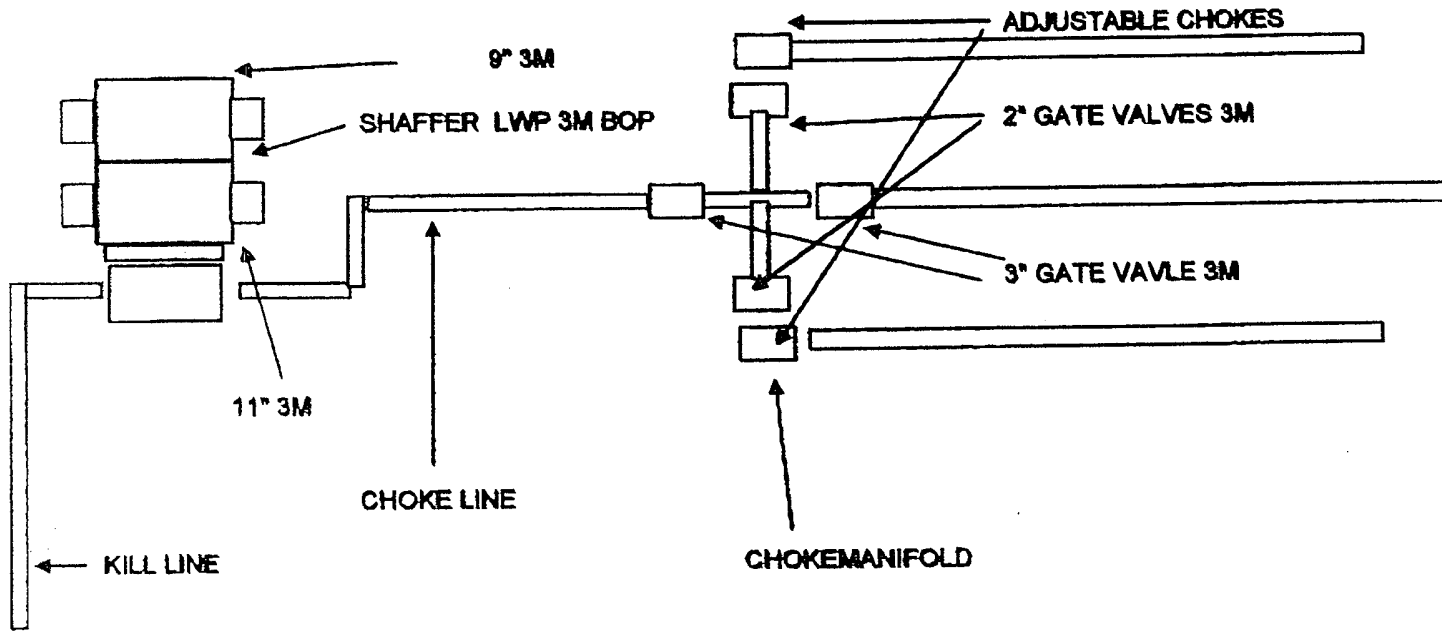 ADJUSTABLE CHOKES
9" 3M
SHAFFER LWP 3M BOP
2" GATE VALVES 3M
3" GATE VAVLE 3M
11" 3M
CHOKE LINE
KILL LINE
CHOKEMANIFOLD